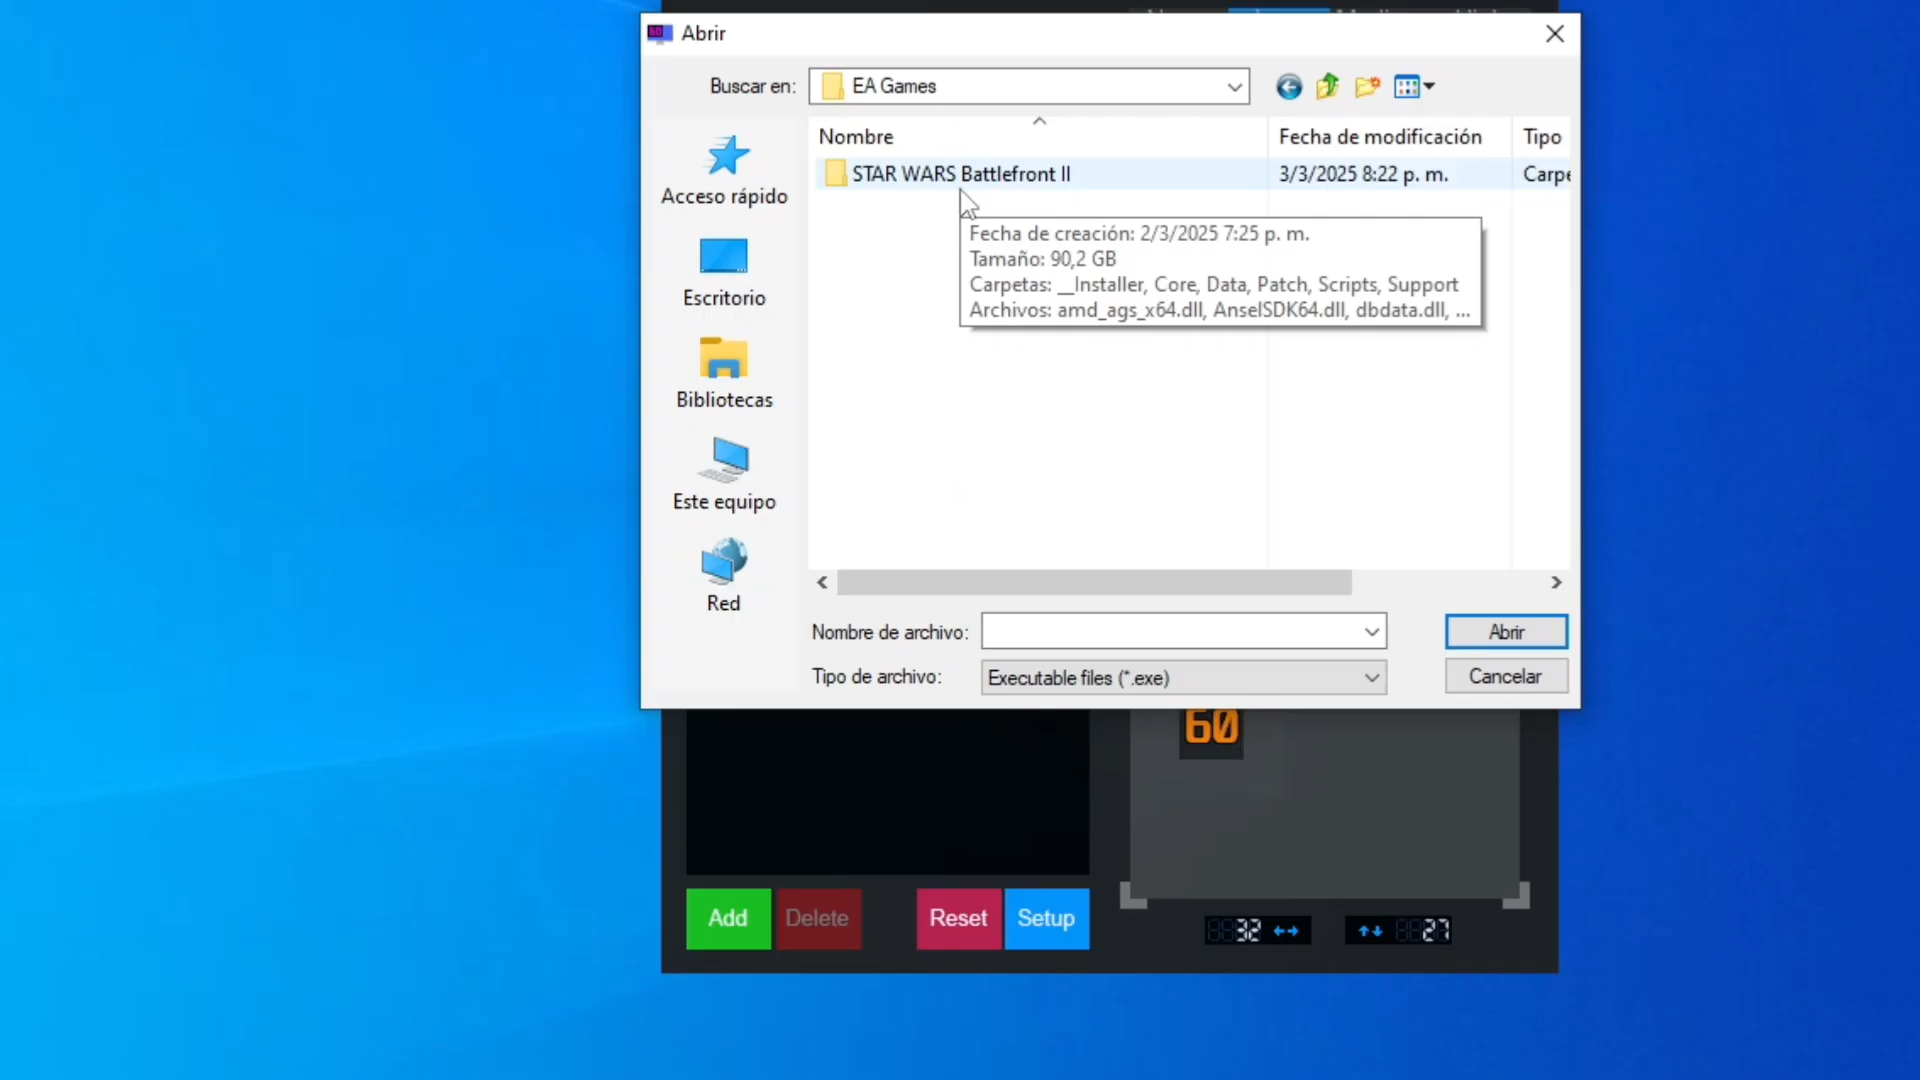 Abrir
Buscar en:
EA Games
Nombre
Fecha de modificación
Tipo
STAR WARS Battlefront II
3/3/2025 8:22 p. m.
Carpe
Fecha de creación: 2/3/2025 7:25 p. m.
Tamaño: 90,2 GB
Carpetas: __Installer, Core, Data, Patch, Scripts, Support
Archivos: amd_ags_x64.dll, AnselSDK64.dll, dbdata.dll, ...
Acceso rápido
Escritorio
Bibliotecas
Este equipo
Red
Nombre de archivo:
Abrir
Tipo de archivo:
Executable files (*.exe)
Cancelar
60
Add
Delete
Reset
Setup
32
27